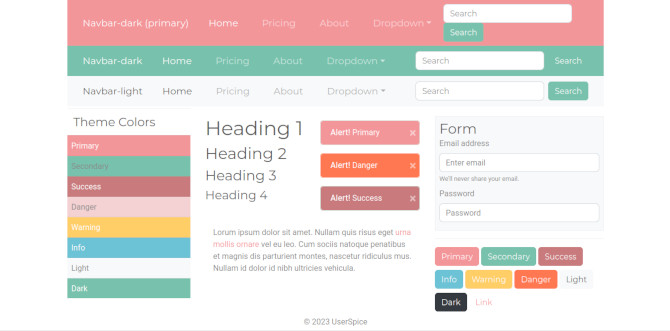 Navbar-dark (primary) Home Pricing About Dropdown Search
Search
Navbar-dark Home Pricing About Dropdown Search Search
Navbar-light Home Pricing About Dropdown Search Search
Theme Colors
Primary
Secondary
Success
Danger
Warning
Info
Light
Dark
Heading 1
Heading 2
Heading 3
Heading 4
Alert! Primary ×
Alert! Danger ×
Alert! Success ×
Lorum ipsum dolor sit amet. Nullam quis risus eget urna
mollis ornare vel eu leo. Cum sociis natoque penatibus
et magnis dis parturient montes, nascetur ridiculus mus.
Nullam id dolor id nibh ultricies vehicula.
Form
Email address
Enter email
We'll never share your email.
Password
Password
Primary Secondary Success
Info Warning Danger Light
Dark Link
© 2023 UserSpice